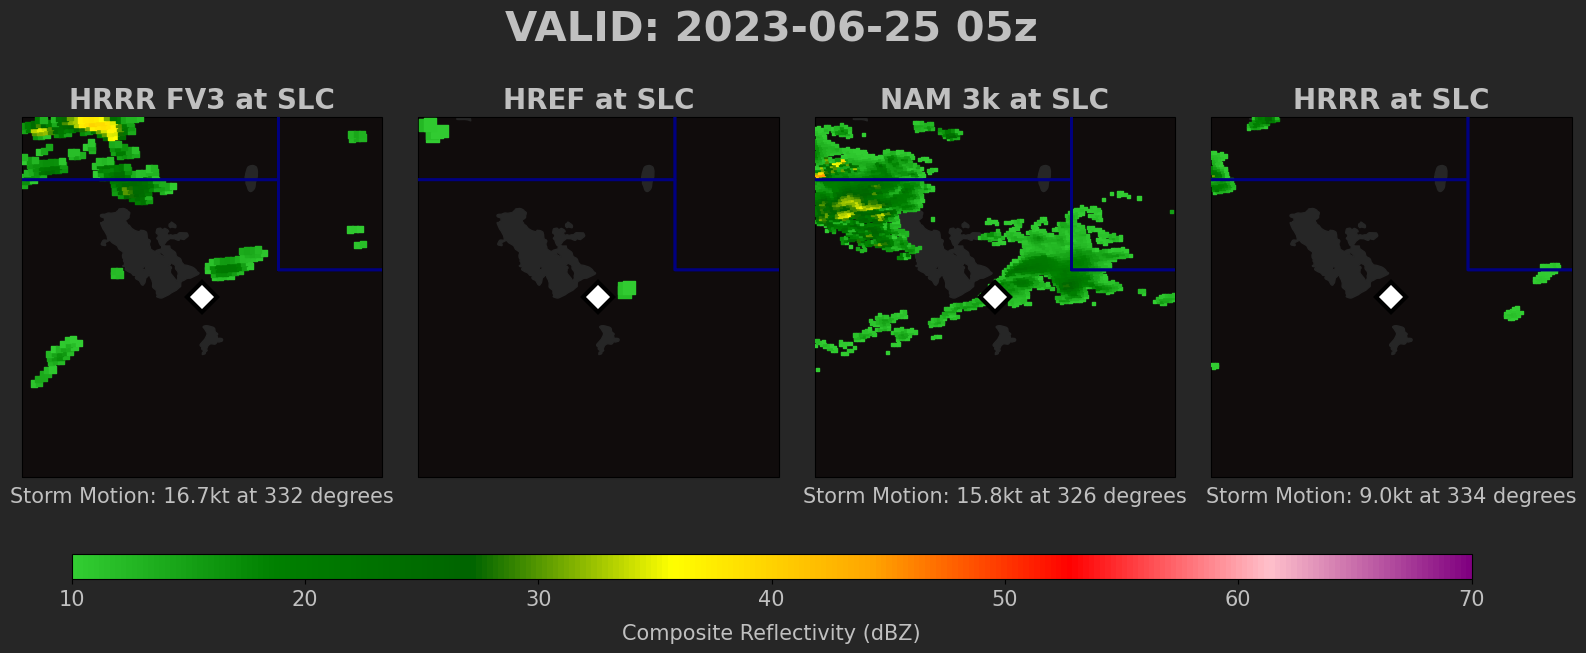 VALID: 2023-06-25 05z
HRRR FV3 at SLC
HREF at SLC
NAM 3k at SLC
HRRR at SLC
Storm Motion: 16.7kt at 332 degrees
Storm Motion: 15.8kt at 326 degrees
Storm Motion: 9.0kt at 334 degrees
10 20 30 40 50 60 70
Composite Reflectivity (dBZ)